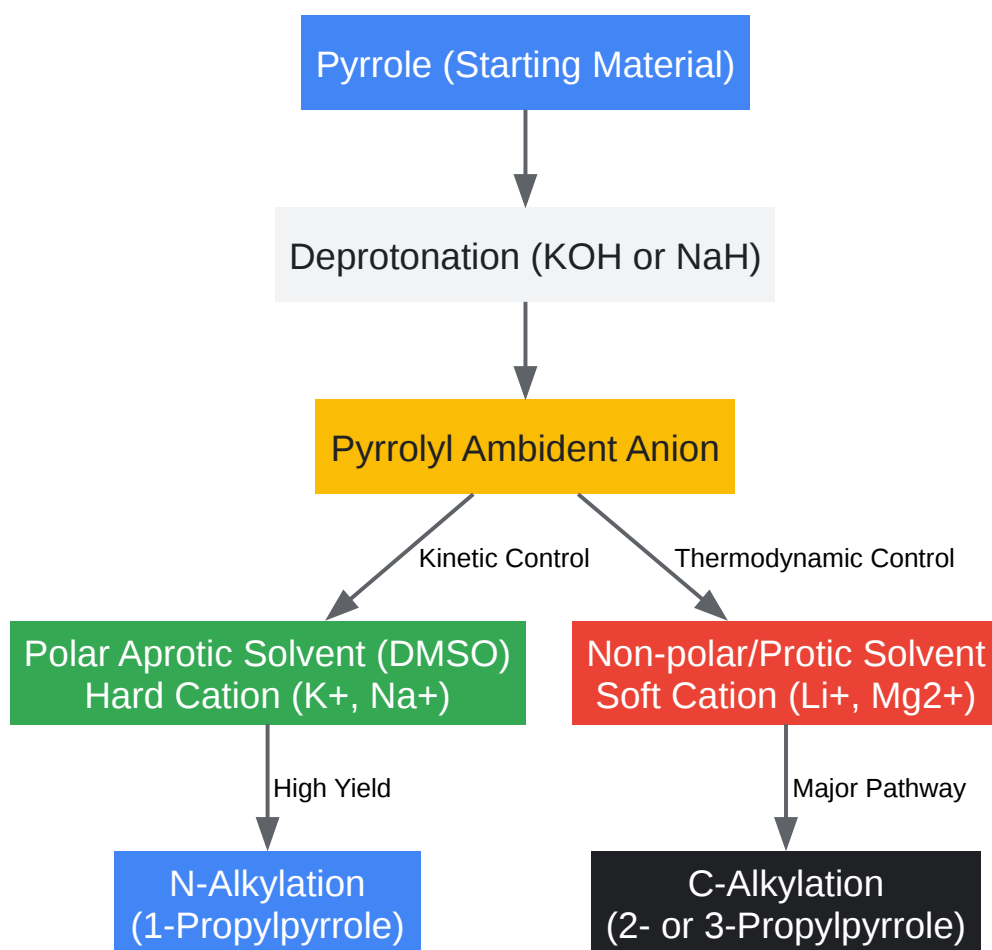 Pyrrole (Starting Material)
Deprotonation (KOH or NaH)
Pyrrolyl Ambident Anion
Kinetic Control
Thermodynamic Control
Polar Aprotic Solvent (DMSO)
Hard Cation (K+, Na+)
Non-polar/Protic Solvent
Soft Cation (Li+, Mg2+)
High Yield
Major Pathway
N-Alkylation
(1-Propylpyrrole)
C-Alkylation
(2- or 3-Propylpyrrole)